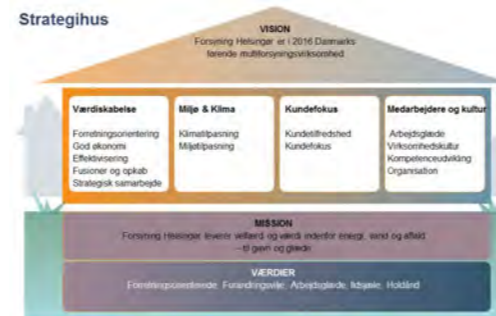 Strategihus
VISION
Forsyning Helsingør er i 2016 Danmarks
førende multiforsyningsvirksomhed
Værdiskabelse
Forretningsorientering
God økonomi
Effektivisering
Fusioner og opkøb
Strategisk samarbejde
Miljø & Klima
Klimatilpasning
Miljøtilpasning
Kundefokus
Kundetilfredshed
Kundefokus
Medarbejdere og kultur
Arbejdsglæde
Virksomhedskultur
Kompetenceudvikling
Organisation
MISSION
Forsyning Helsingør leverer velfærd og værdi indenfor energi, vand og affald
– til gavn og glæde
VÆRDIER
Forretningsorienterede, Forandringsvilje, Arbejdsglæde, Ildsjæle, Holdånd